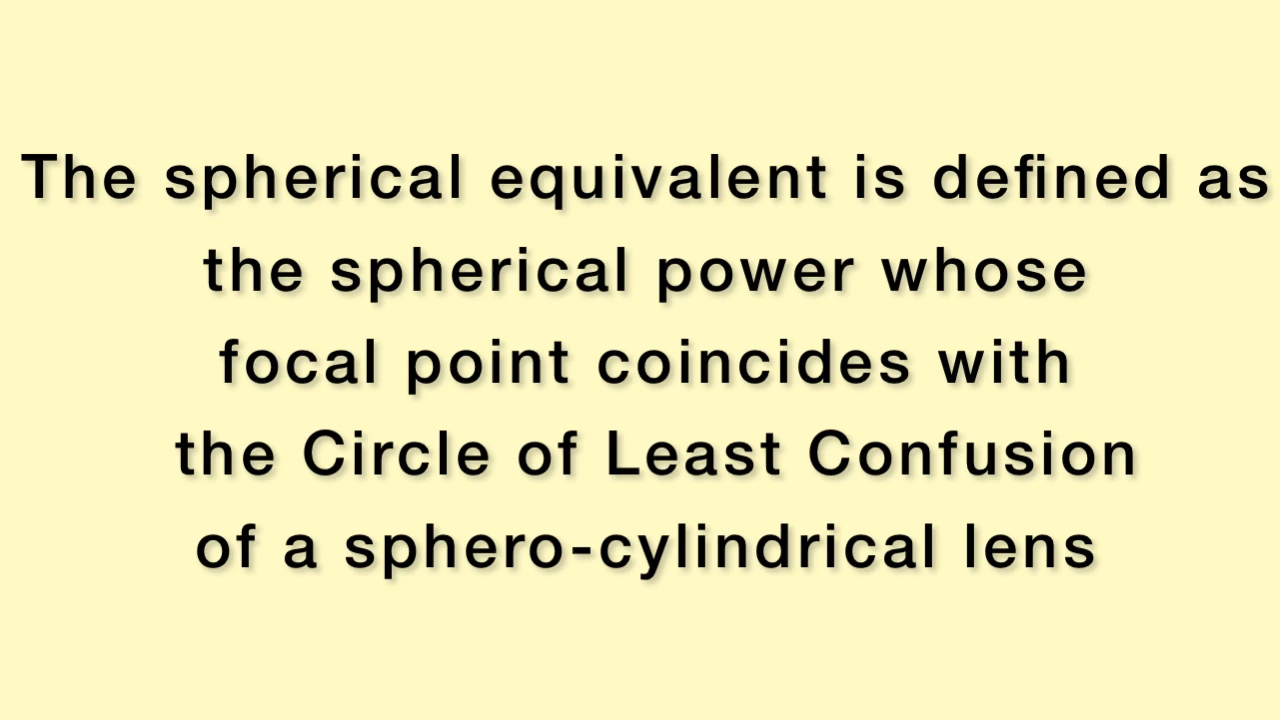 The spherical equivalent is defined as
the spherical power whose
focal point coincides with
the Circle of Least Confusion
of a sphero-cylindrical lens